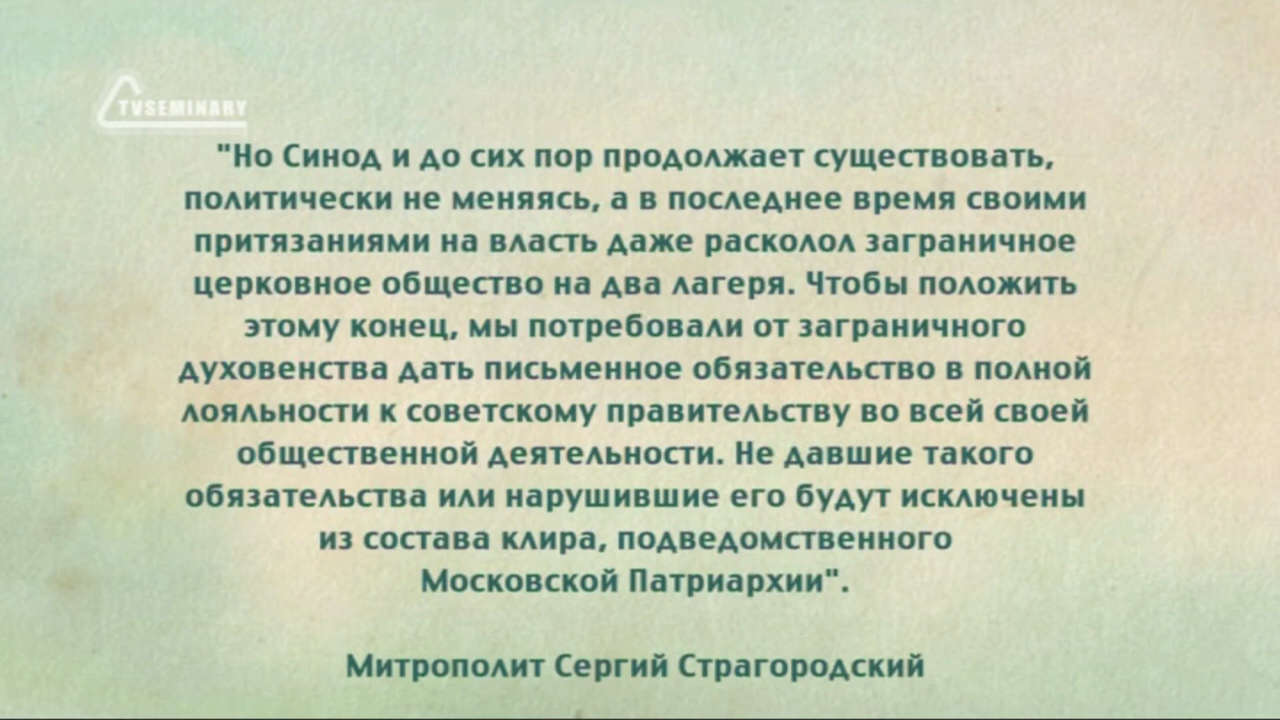 TVSEMINARY
"Но Синод и до сих пор продолжает существовать,
политически не меняясь, а в последнее время своими
притязаниями на власть даже расколол заграничное
церковное общество на два лагеря. Чтобы положить
этому конец, мы потребовали от заграничного
духовенства дать письменное обязательство в полной
лояльности к советскому правительству во всей своей
общественной деятельности. Не давшие такого
обязательства или нарушившие его будут исключены
из состава клира, подведомственного
Московской Патриархии".
Митрополит Сергий Страгородский